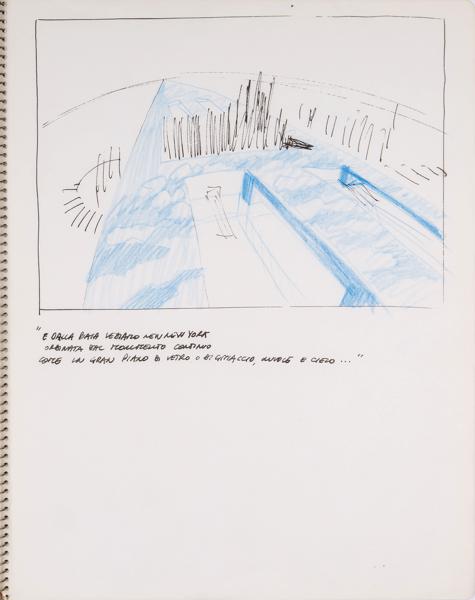 "E DALLA BAIA VEDIAMO NEW NEW YORK
ORDINATA DAL MONUMENTO CONTINUO
COME UN GRAN PIANO DI VETRO O DI GHIACCIO, NUVOLE E CIELO ... "